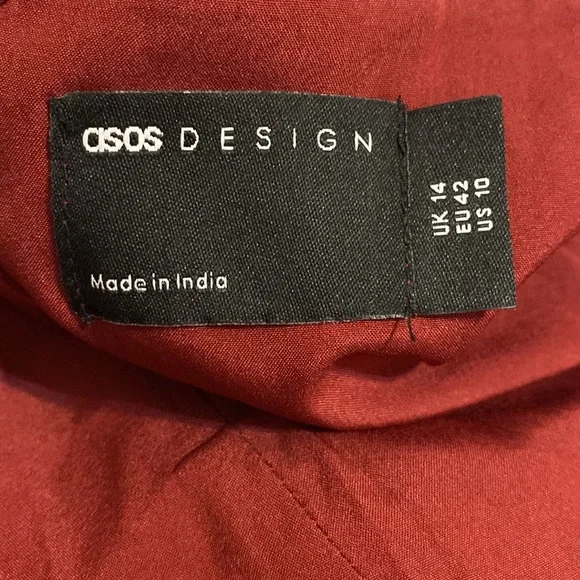 asos DESIGN
Made in India
UK 14
EU 42
US 10